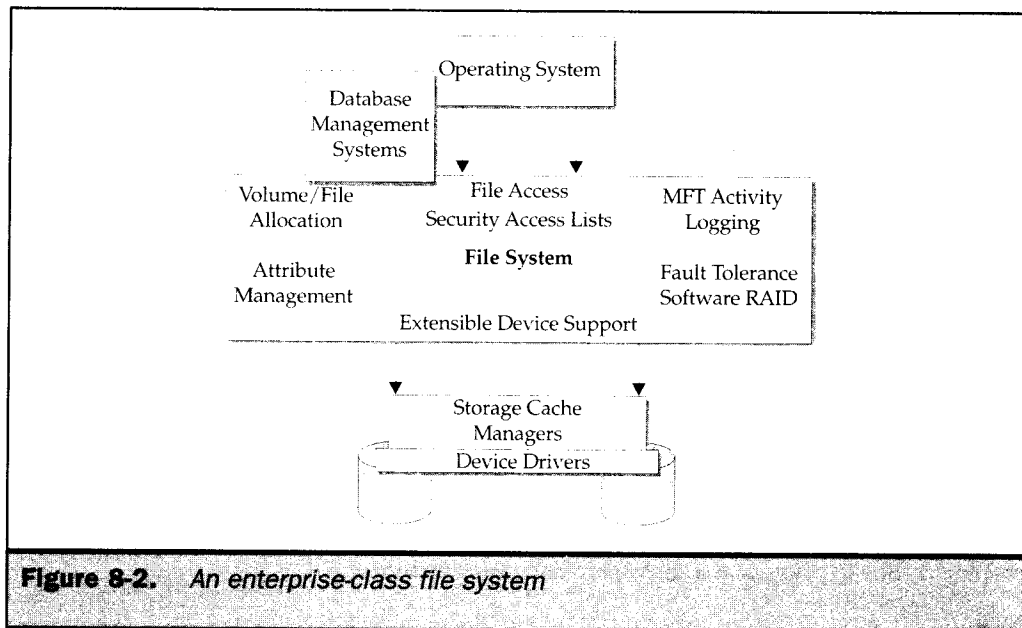 Operating System
Database
Management
Systems
Volume/File
Allocation
File Access
Security Access Lists
MFT Activity
Logging
File System
Attribute
Management
Fault Tolerance
Software RAID
Extensible Device Support
Storage Cache
Managers
Device Drivers
Figure 8-2. An enterprise-class file system